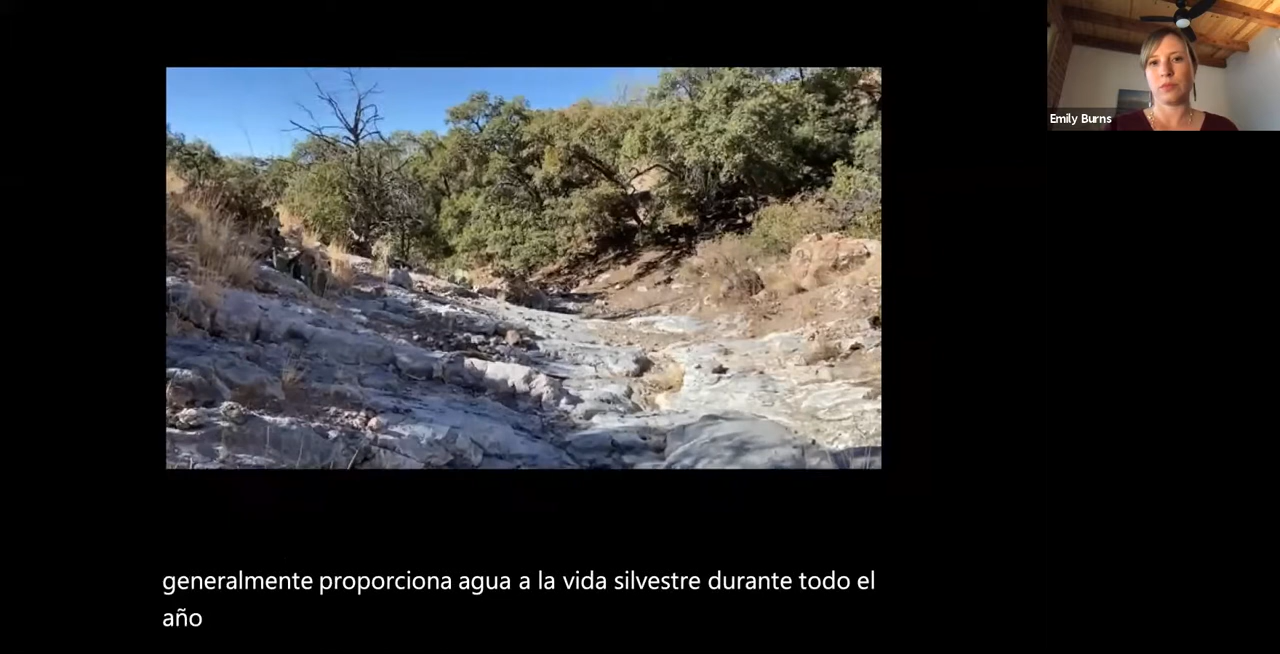 Emily Burns
generalmente proporciona agua a la vida silvestre durante todo el
año